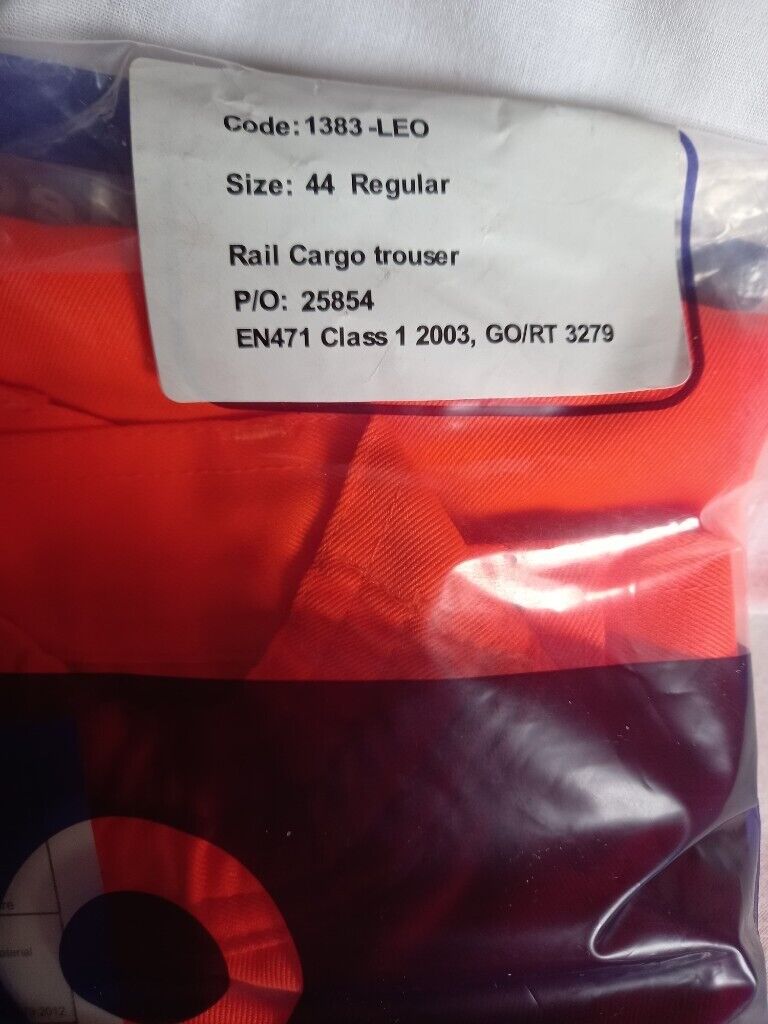 Code: 1383-LEO
Size: 44 Regular
Rail Cargo trouser
P/O: 25854
EN471 Class 1 2003, GO/RT 3279